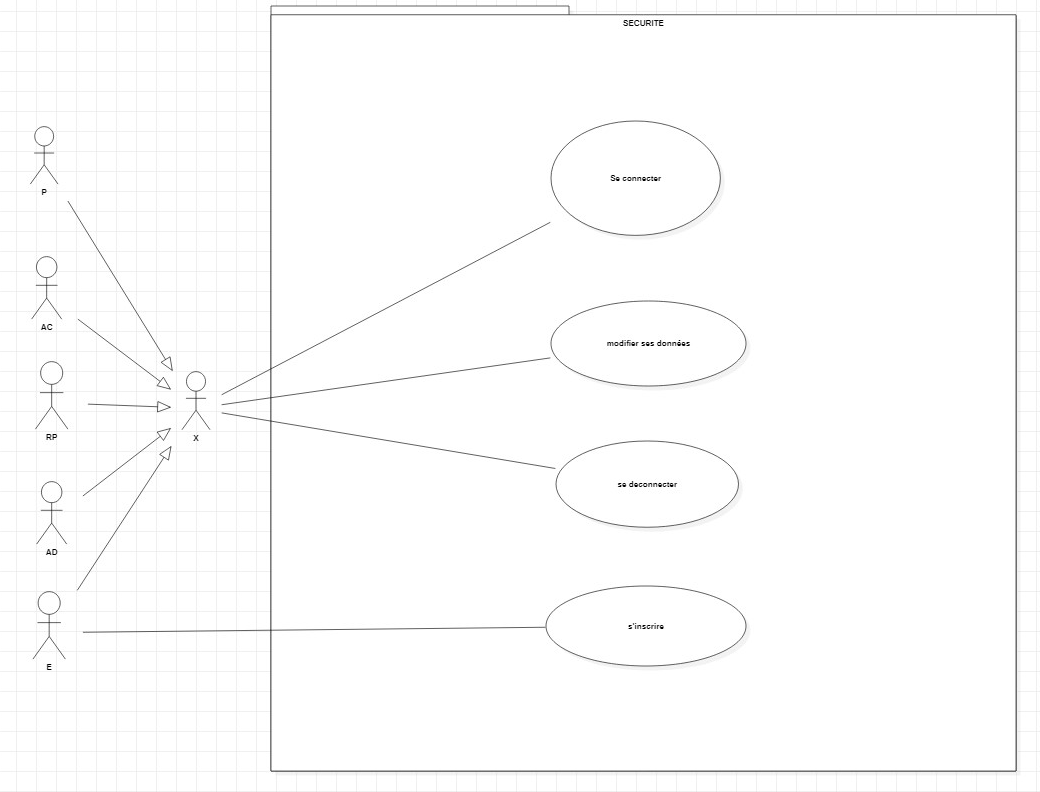 SECURITE
P
Se connecter
AC
modifier ses données
RP
X
se deconnecter
AD
s'inscrire
E